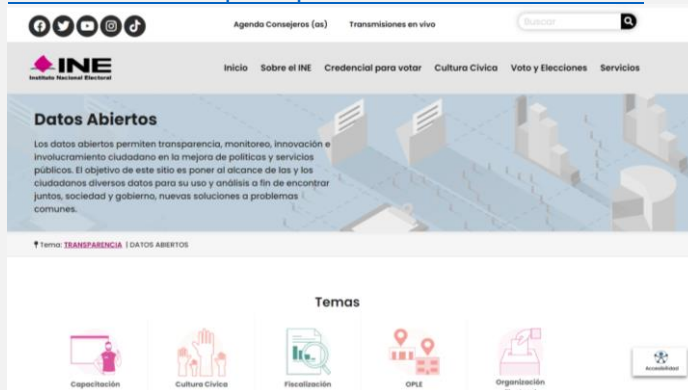 Agenda Consejeros (as) Transmisiones en vivo Buscar
INE
Instituto Nacional Electoral
Inicio Sobre el INE Credencial para votar Cultura Cívica Voto y Elecciones Servicios
Datos Abiertos
Los datos abiertos permiten transparencia, monitoreo, innovación e
involucramiento ciudadano en la mejora de políticas y servicios
públicos. El objetivo de este sitio es poner al alcance de las y los
ciudadanos diversos datos para su uso y análisis a fin de encontrar
juntos, sociedad y gobierno, nuevas soluciones a problemas
comunes.
Tema: TRANSPARENCIA | DATOS ABIERTOS
Temas
Capacitación Cultura Cívica Fiscalización OPLE Organización
Accesibilidad